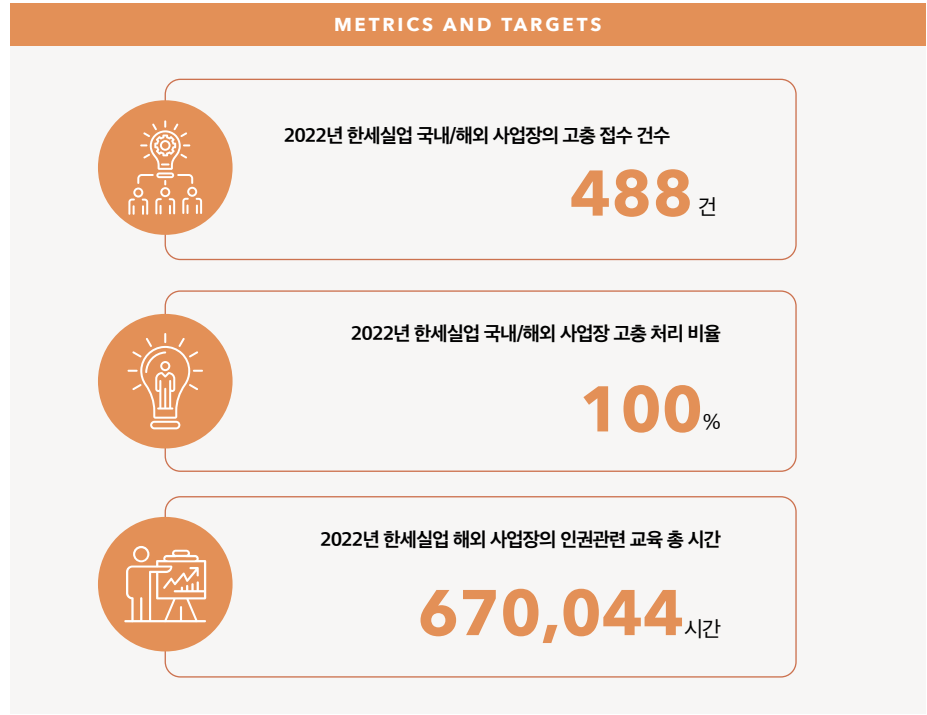 METRICS AND TARGETS
2022년 한세실업 국내/해외 사업장의 고충 접수 건수
488 건
2022년 한세실업 국내/해외 사업장 고충 처리 비율
100%
2022년 한세실업 해외 사업장의 인권관련 교육 총 시간
670,044시간